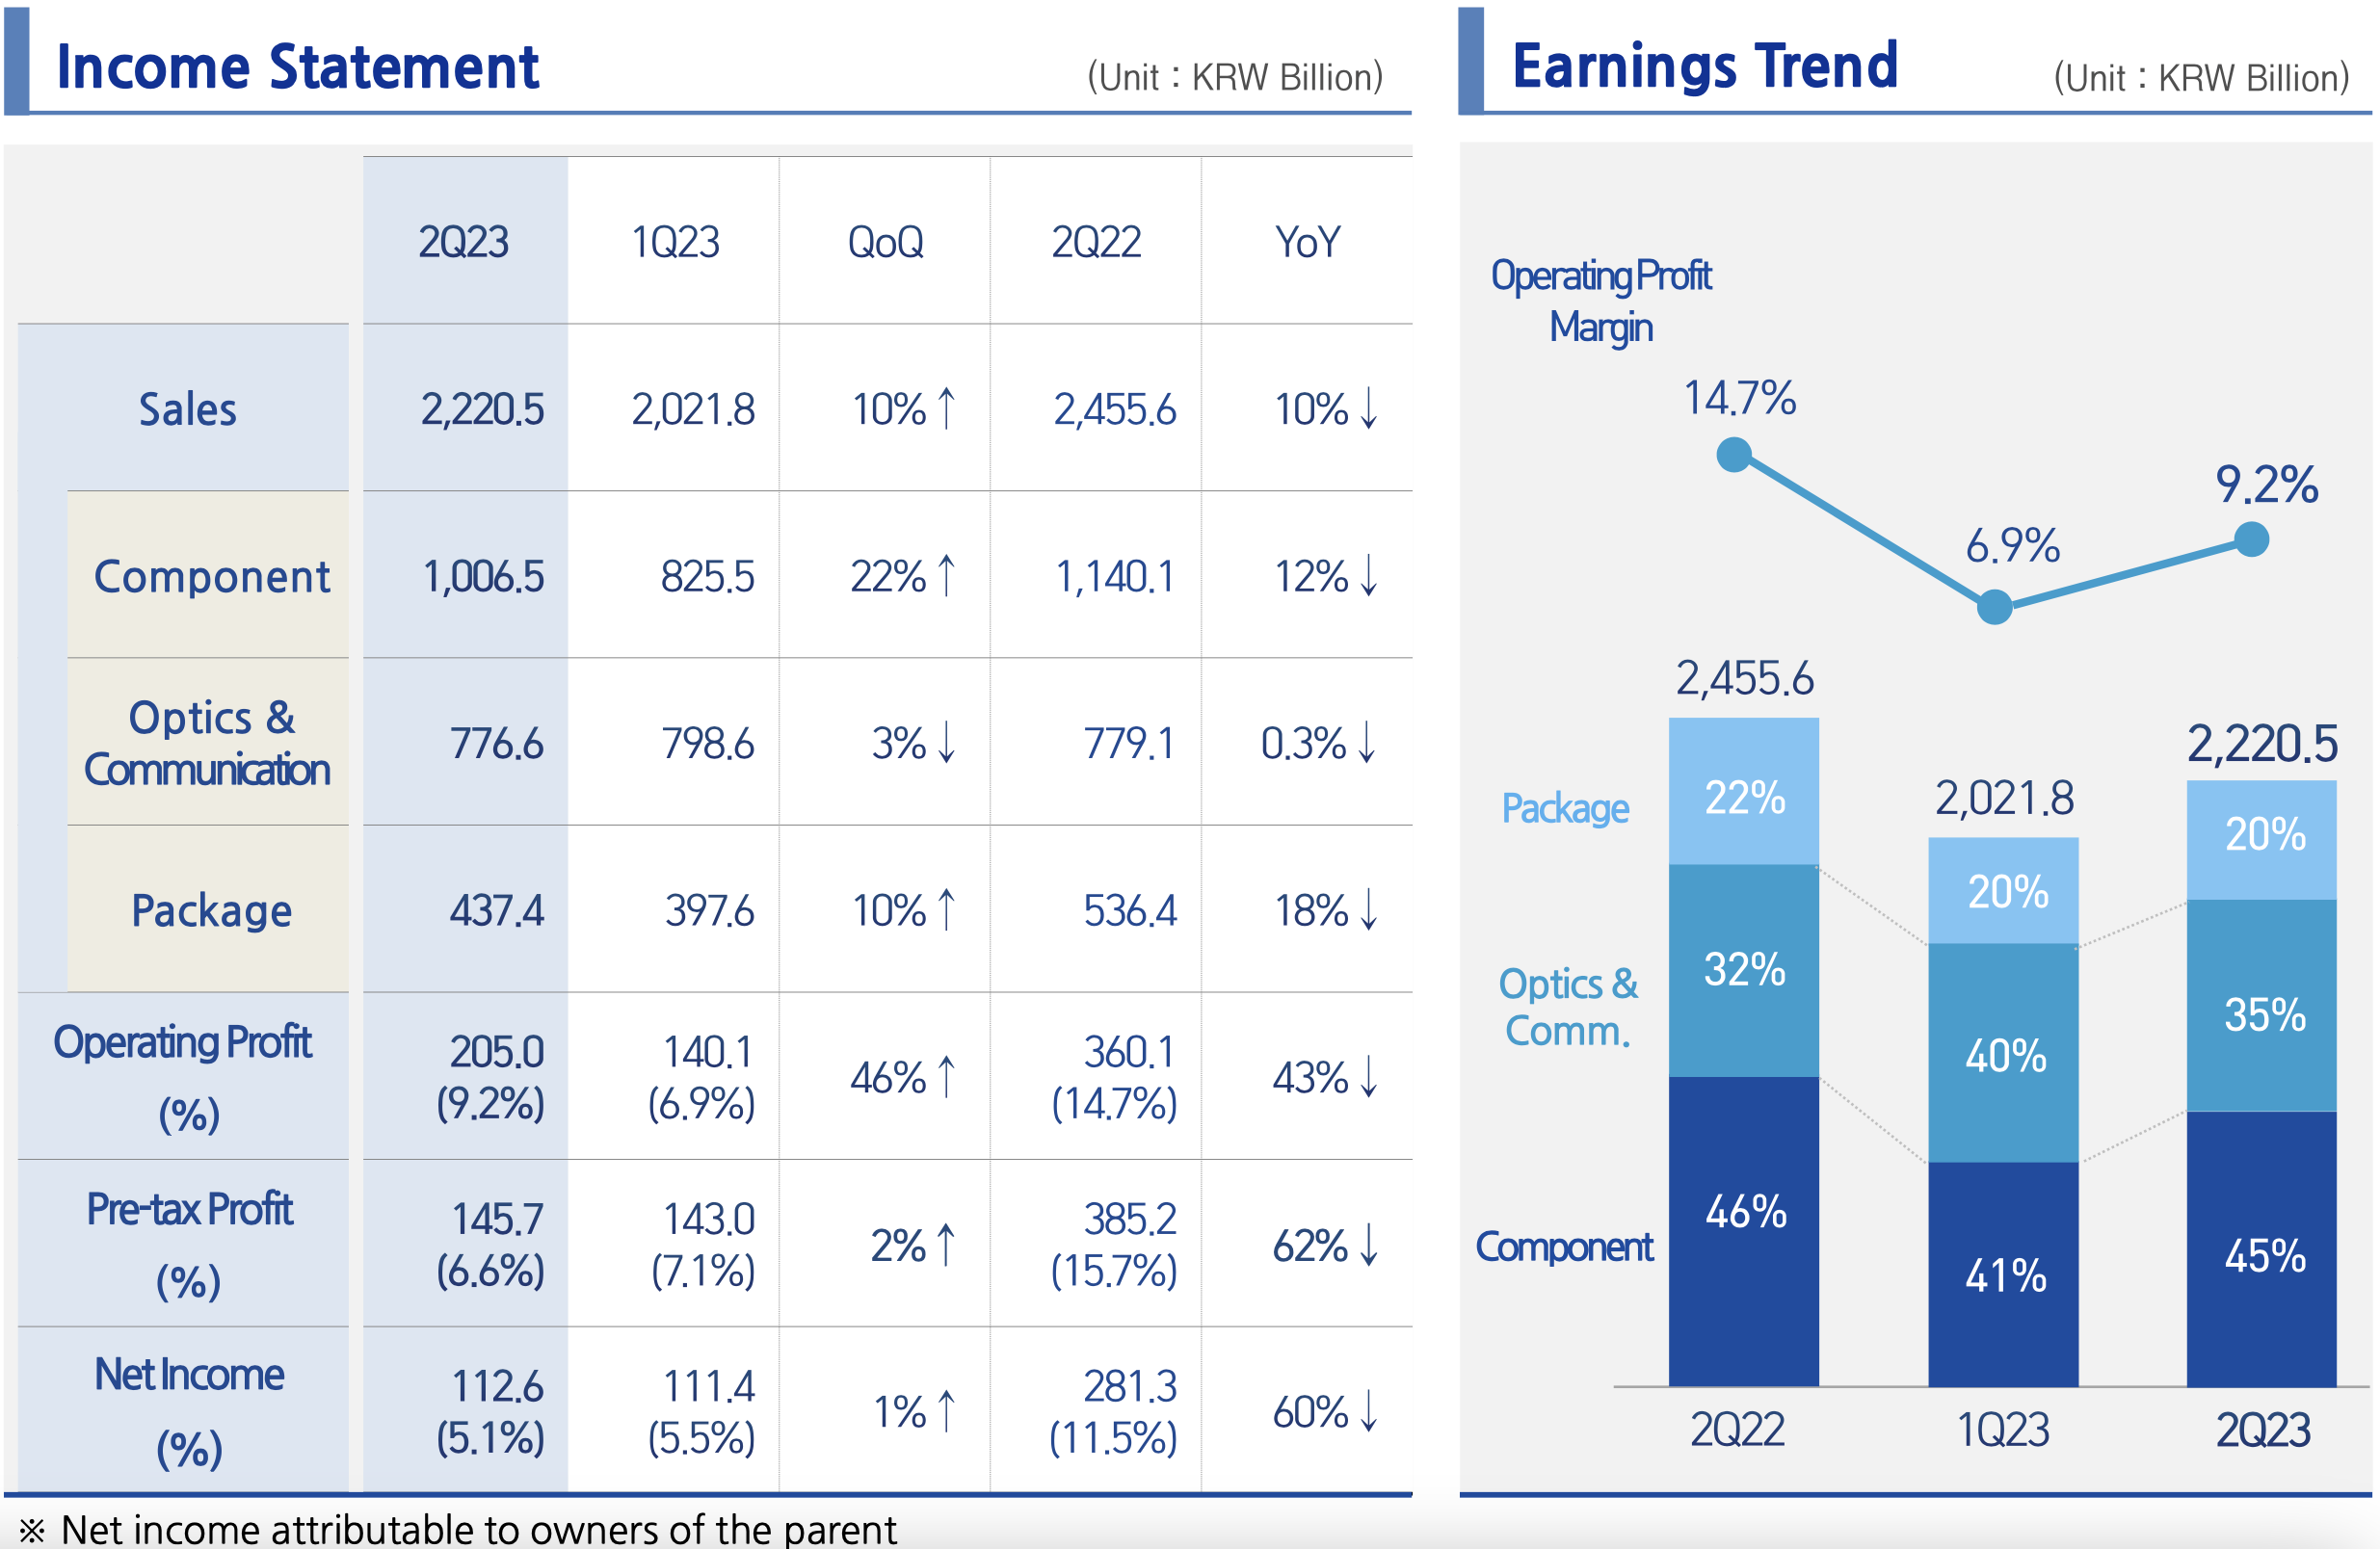 Income Statement
(Unit : KRW Billion)
2Q23 1Q23 QoQ 2Q22 YoY
Sales 2,220.5 2,021.8 10% ↑ 2,455.6 10% ↓
Component 1,006.5 825.5 22% ↑ 1,140.1 12% ↓
Optics &
Communication 776.6 798.6 3% ↓ 779.1 0.3% ↓
Package 437.4 397.6 10% ↑ 536.4 18% ↓
Operating Profit 205.0 140.1 46% ↑ 360.1 43% ↓
(%) (9.2%) (6.9%) (14.7%)
Pre-tax Profit 145.7 143.0 2% ↑ 385.2 62% ↓
(%) (6.6%) (7.1%) (15.7%)
Net Income 112.6 111.4 1% ↑ 281.3 60% ↓
(%) (5.1%) (5.5%) (11.5%)
※ Net income attributable to owners of the parent
Earnings Trend
(Unit : KRW Billion)
Operating Profit
Margin
14.7%
6.9%
9.2%
2,455.6
2,021.8
2,220.5
Package
22%
20%
20%
Optics &
Comm.
32%
40%
35%
Component
46%
41%
45%
2Q22 1Q23 2Q23